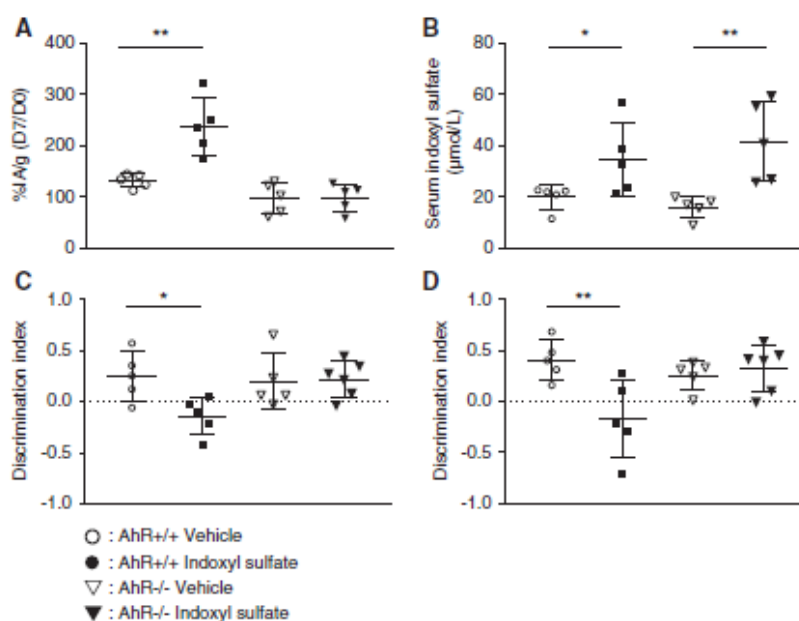 A
B
**
*
**
%IA/g (D7/D0)
400
300
200
100
0
Serum indoxyl sulfate
(µmol/L)
80
60
40
20
0
C
D
*
**
Discrimination index
1.0
0.5
0.0
-0.5
-1.0
Discrimination index
1.0
0.5
0.0
-0.5
-1.0
: AhR+/+ Vehicle
: AhR+/+ Indoxyl sulfate
: AhR-/- Vehicle
: AhR-/- Indoxyl sulfate